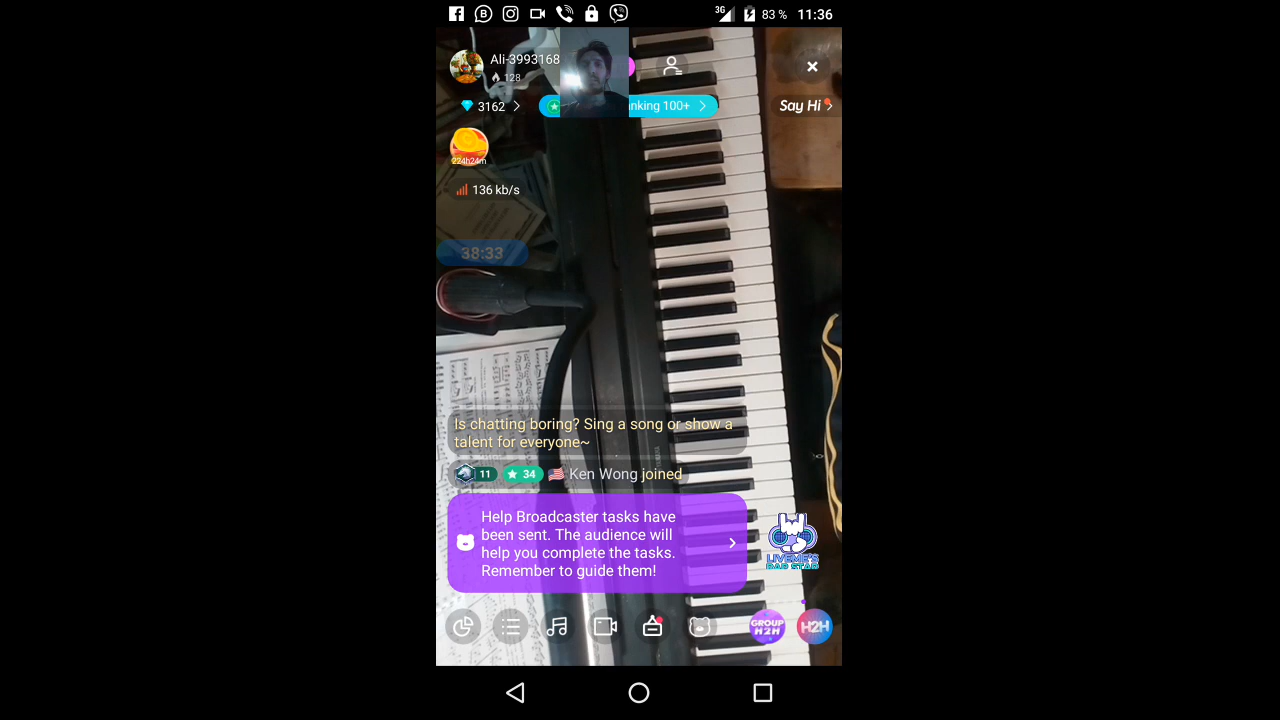 3G 83 % 11:36
Ali-3993168
128
3162
nking 100+
Say Hi
224h24m
136 kb/s
38:33
Is chatting boring? Sing a song or show a
talent for everyone~
11 34 Ken Wong joined
Help Broadcaster tasks have
been sent. The audience will
help you complete the tasks.
Remember to guide them!
LIVEME'S
BAR STAR
GROUP
H2H
H2H